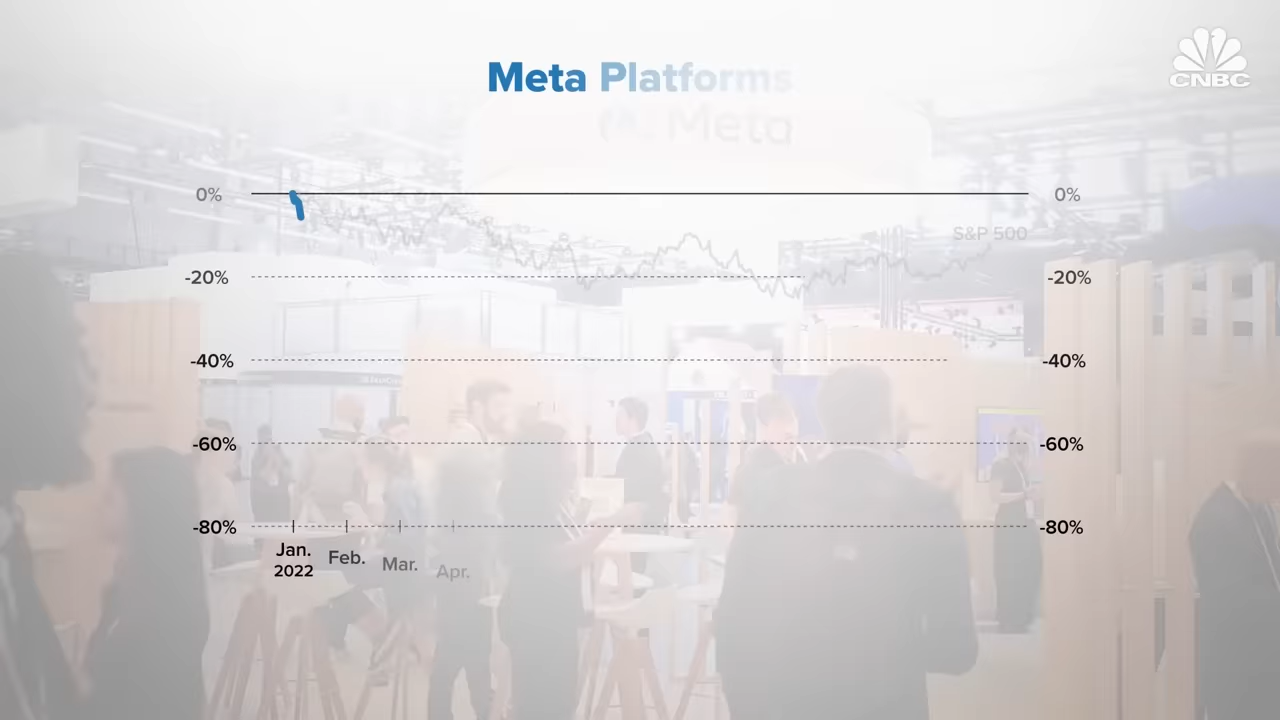 CNBC
Meta Platforms
Meta
0%
0%
S&P 500
-20%
-20%
-40%
-40%
-60%
-60%
-80%
-80%
Jan.
2022
Feb.
Mar.
Apr.